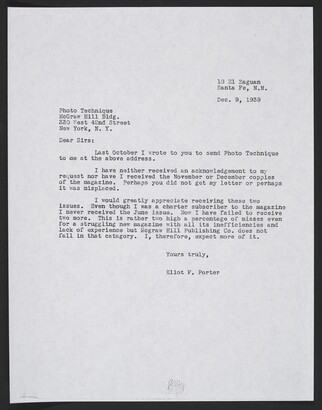 10 El Zaguan
Santa Fe, N.M.
Dec. 9, 1939
Photo Technique
McGraw Hill Bldg.
330 West 42nd Street
New York, N. Y.
Dear Sirs:
Last October I wrote to you to send Photo Technique
to me at the above address.
I have neither received an acknowledgement to my
request nor have I received the November or December coppies
of the magazine. Perhaps you did not get my letter or perhaps
it was misplaced.
I would greatly appreciate receiving these two
issues. Even though I was a charter subscriber to the magazine
I never received the June issue. Now I have failed to receive
two more. This is rather too high a percentage of misses even
for a struggling new magazine with all its inefficiencies and
lack of experience but Mcgraw Hill Publishing Co. does not
fall in that catagory. I, therefore, expect more of it.
Yours truly,
Eliot F. Porter